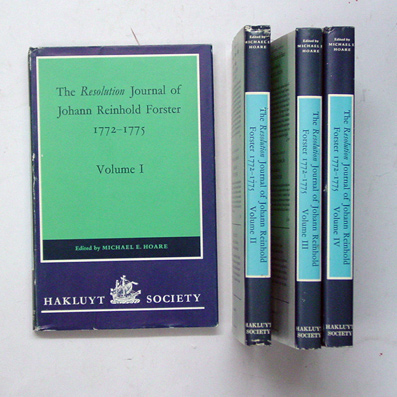 The Resolution Journal of
Johann Reinhold Forster
1772–1775
Volume I
Edited by MICHAEL E. HOARE
HAKLUYT SOCIETY
Edited by
MICHAEL E.
HOARE
The Resolution Journal of Johann Reinhold
Forster 1772–1775 Volume II
HAKLUYT
SOCIETY
Edited by
MICHAEL E.
HOARE
The Resolution Journal of Johann Reinhold
Forster 1772–1775 Volume III
HAKLUYT
SOCIETY
Edited by
MICHAEL E.
HOARE
The Resolution Journal of Johann Reinhold
Forster 1772–1775 Volume IV
HAKLUYT
SOCIETY